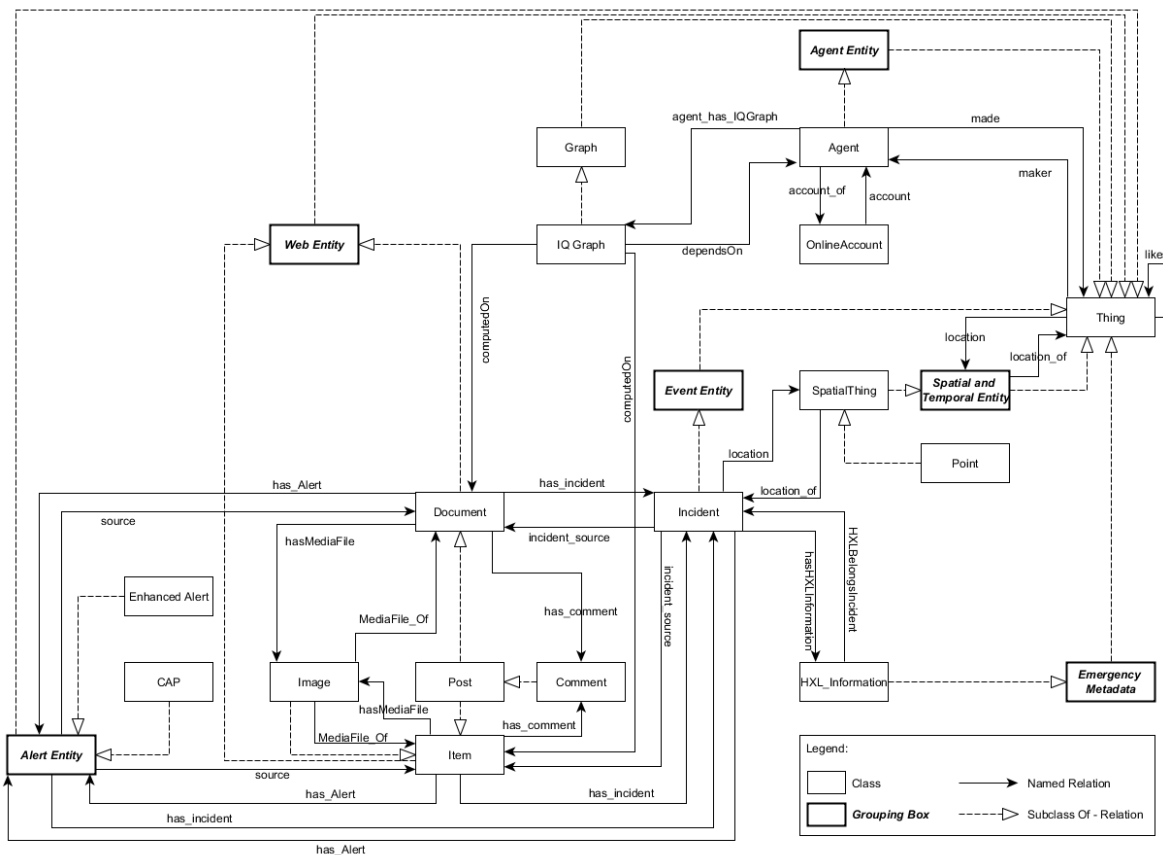 Agent Entity
agent_has_IQGraph
made
Graph
Agent
maker
account_of
account
Web Entity
IQ Graph
dependsOn
OnlineAccount
like
Thing
computedOn
computedOn
location
location_of
Event Entity
SpatialThing
Spatial and
Temporal Entity
location
Point
has_Alert
has_incident
location_of
source
Document
Incident
hasMediaFile
incident_source
HXLBelongsIncident
hasHXLInformation
incident_source
Enhanced Alert
MediaFile_Of
has_comment
CAP
Image
Post
Comment
HXL_Information
Emergency
Metadata
hasMediaFile
has_comment
MediaFile_Of
Alert Entity
Item
source
has_Alert
has_incident
has_incident
has_Alert
Legend:
Class
Named Relation
Grouping Box
Subclass Of - Relation